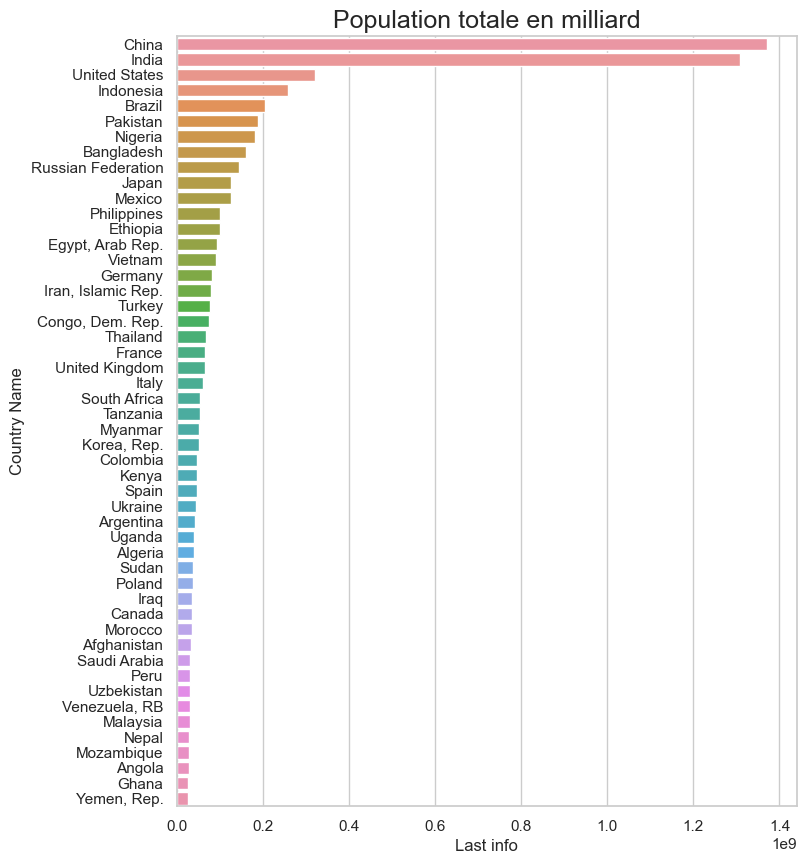 Population totale en milliard
China
India
United States
Indonesia
Brazil
Pakistan
Nigeria
Bangladesh
Russian Federation
Japan
Mexico
Philippines
Ethiopia
Egypt, Arab Rep.
Vietnam
Germany
Iran, Islamic Rep.
Turkey
Congo, Dem. Rep.
Thailand
France
United Kingdom
Italy
South Africa
Tanzania
Myanmar
Korea, Rep.
Colombia
Kenya
Spain
Ukraine
Argentina
Uganda
Algeria
Sudan
Poland
Iraq
Canada
Morocco
Afghanistan
Saudi Arabia
Peru
Uzbekistan
Venezuela, RB
Malaysia
Nepal
Mozambique
Angola
Ghana
Yemen, Rep.
Country Name
0.0 0.2 0.4 0.6 0.8 1.0 1.2 1.4
1e9
Last info